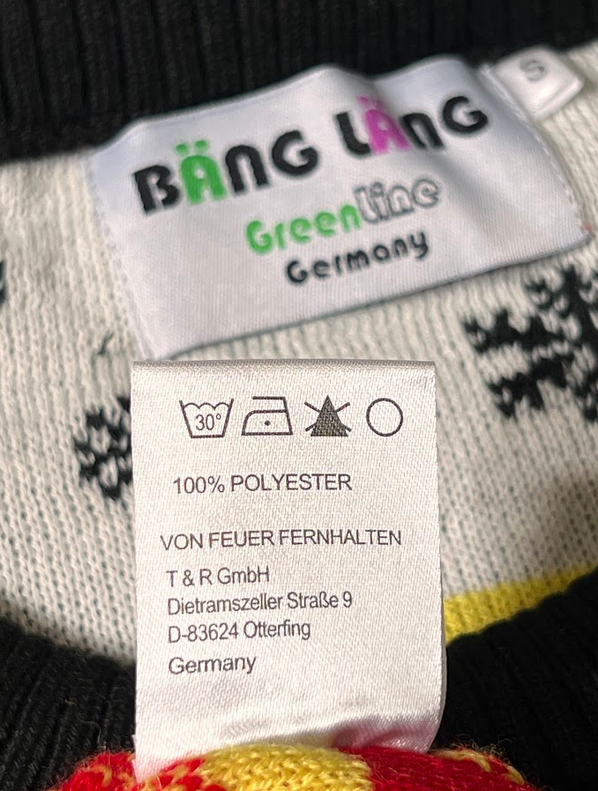 S
BÄNG LÄNG
Greenline
Germany
30°
100% POLYESTER
VON FEUER FERNHALTEN
T & R GmbH
Dietramszeller Straße 9
D-83624 Otterfing
Germany